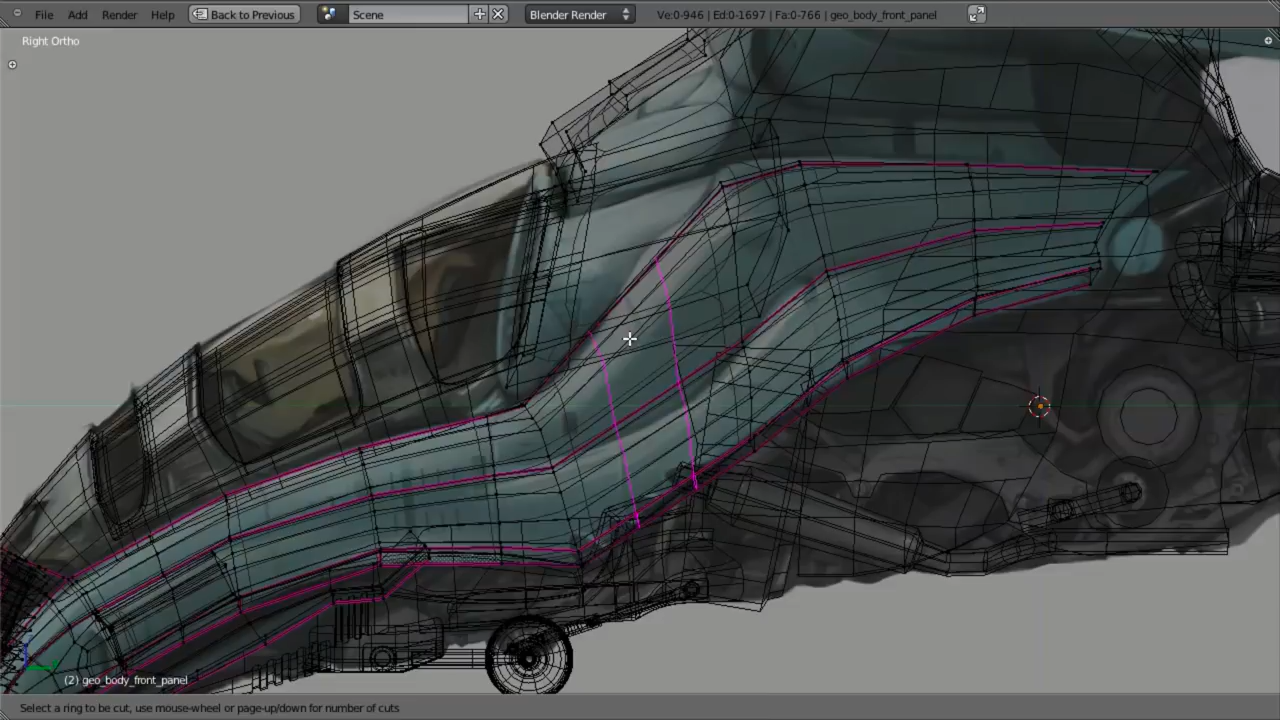 File Add Render Help Back to Previous Scene Blender Render Ve:0-946 | Ed:0-1697 | Fa:0-766 | geo_body_front_panel
Right Ortho
(2) geo_body_front_panel
Select a ring to be cut, use mouse-wheel or page-up/down for number of cuts